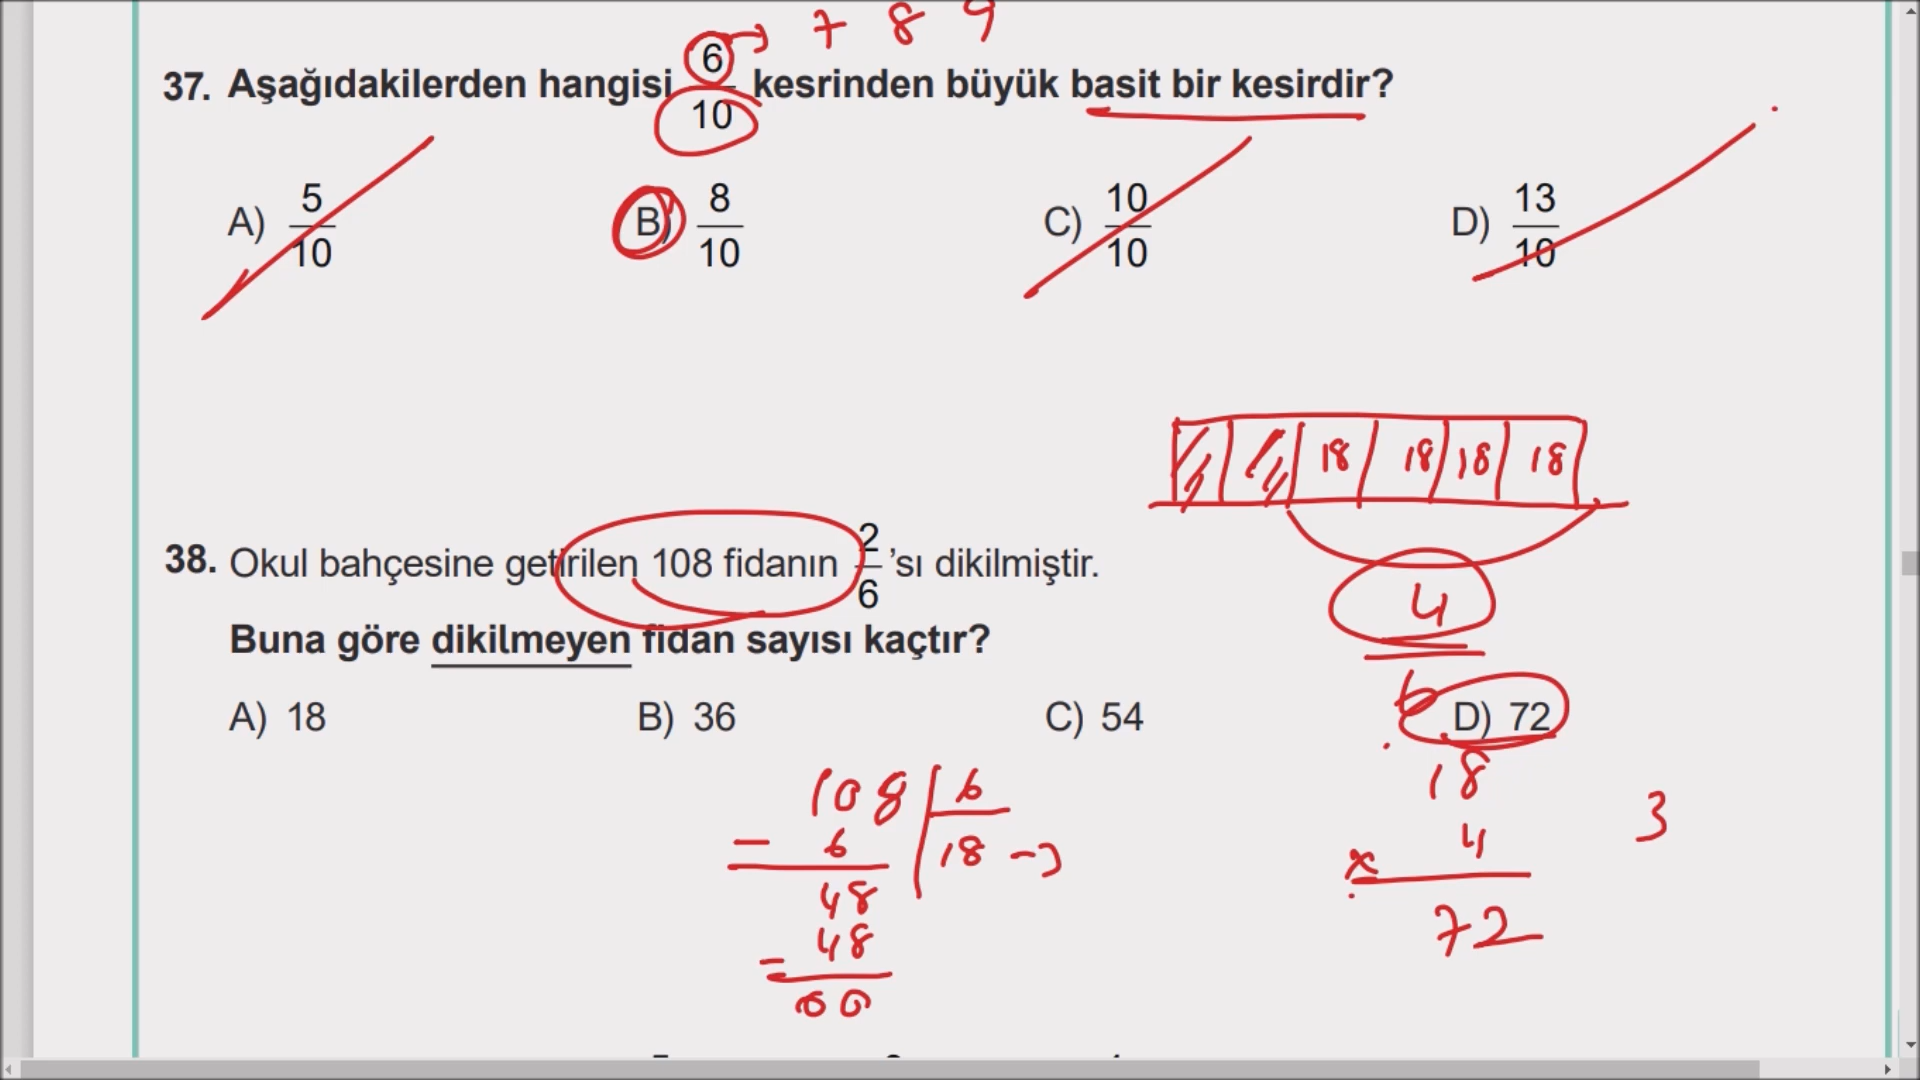 7 8 9
37. Aşağıdakilerden hangisi 6/10 kesrinden büyük basit bir kesirdir?
A) 5/10 B) 8/10 C) 10/10 D) 13/10
18 18 18 18
38. Okul bahçesine getirilen 108 fidanın 2/6 'sı dikilmiştir.
4
Buna göre dikilmeyen fidan sayısı kaçtır?
6
A) 18 B) 36 C) 54 D) 72
108 6
- 6 18
48
- 48
00
18
x 4
72
3